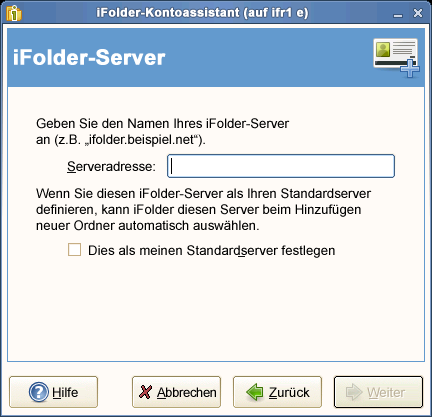 iFolder-Kontoassistant (auf ifr1 e)
iFolder-Server
Geben Sie den Namen Ihres iFolder-Server
an (z.B. „ifolder.beispiel.net“).
Serveradresse:
Wenn Sie diesen iFolder-Server als Ihren Standardserver
definieren, kann iFolder diesen Server beim Hinzufügen
neuer Ordner automatisch auswählen.
Dies als meinen Standardserver festlegen
Hilfe
Abbrechen
Zurück
Weiter